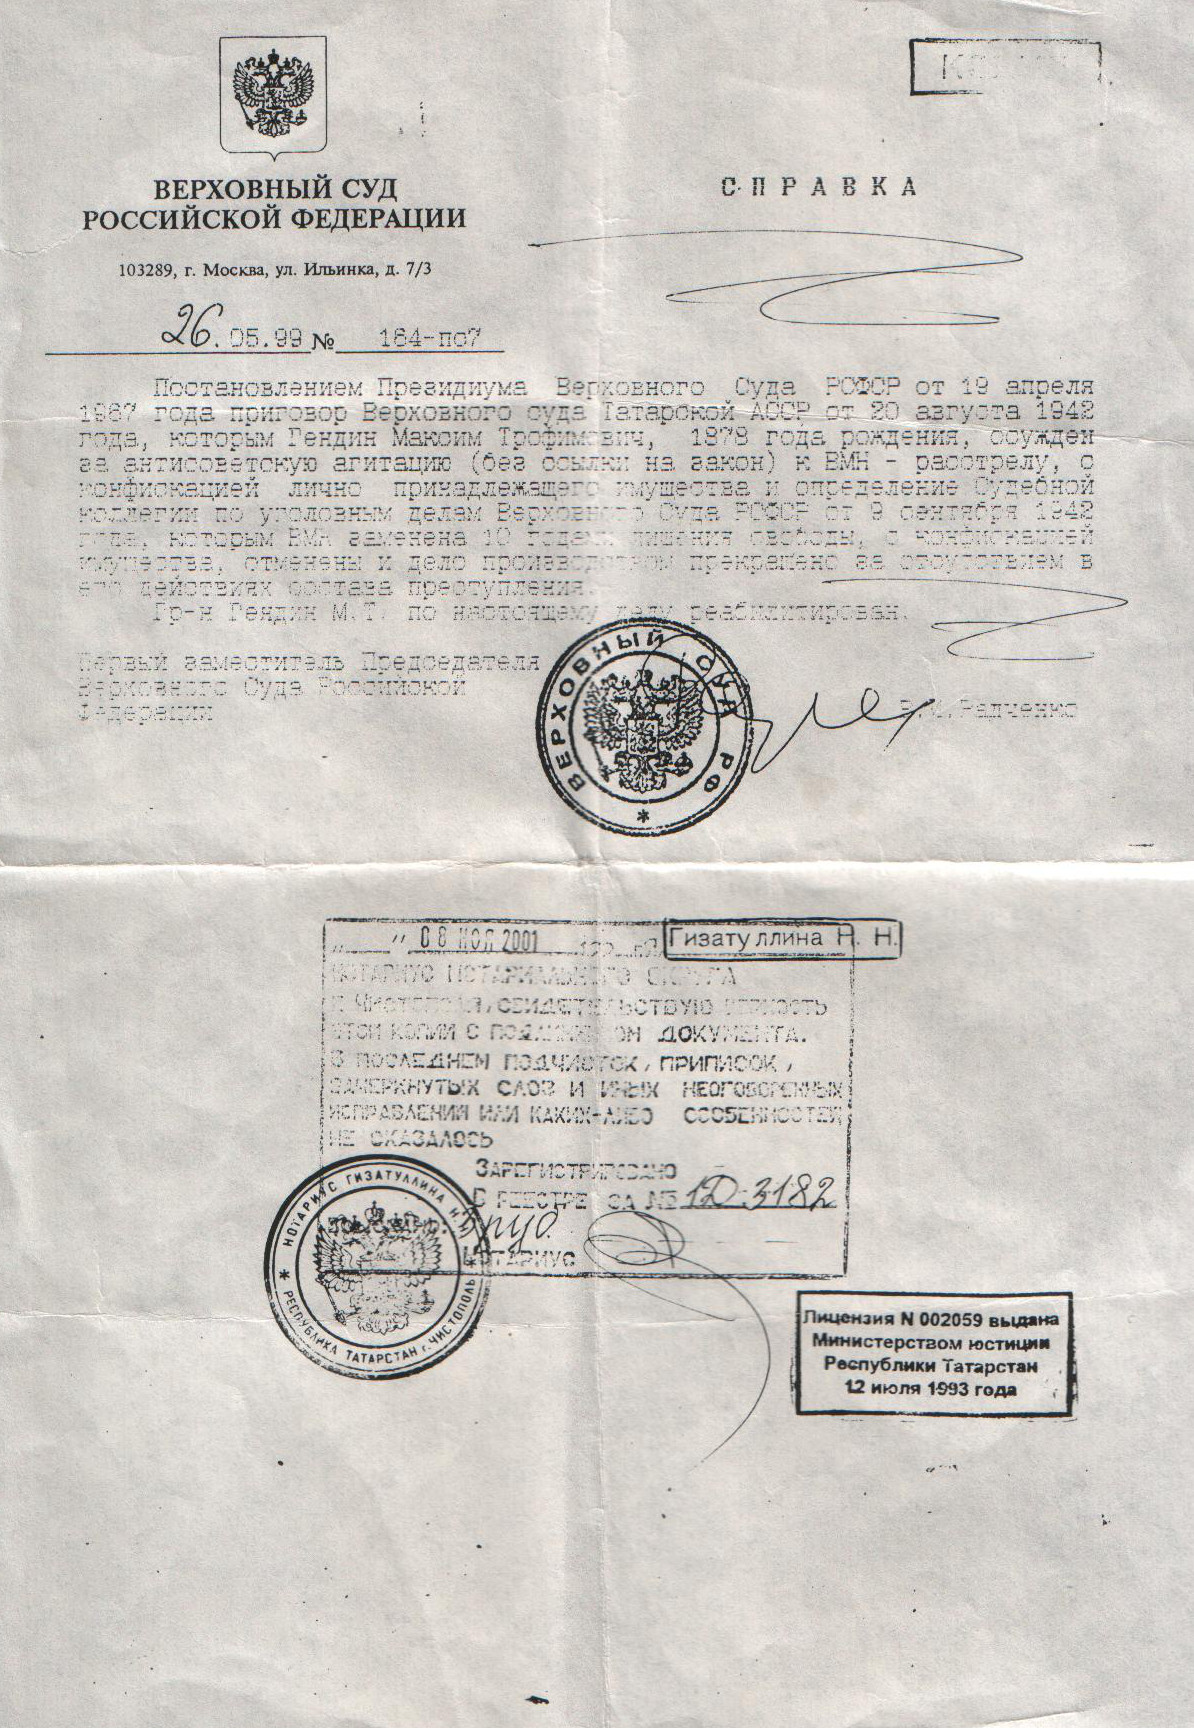 ВЕРХОВНЫЙ СУД
РОССИЙСКОЙ ФЕДЕРАЦИИ
103289, г. Москва, ул. Ильинка, д. 7/3
26.05.99 № 184-по7
СПРАВКА
Постановлением Президиума Верховного Суда РСФСР от 19 апреля
1967 года приговор Верховного суда Татарской АССР от 20 августа 1942
года, которым Гендин Максим Трофимович, 1878 года рождения, осужден
за антисоветскую агитацию (без ссылки на закон) к ВМН - расстрелу, с
конфискацией лично принадлежащего имущества и определение Судебной
коллегии по уголовным делам Верховного Суда РСФСР от 9 сентября 1942
года, которым ВМН заменена 10 годами лишения свободы, с конфискацией
имущества, отменены и дело производством прекращено за отсутствием в
его действиях состава преступления.
Гр-н Гендин М.Т. по настоящему делу реабилитирован.
Первый заместитель Председателя
Верховного Суда Российской
Федерации
В.И.Радченко
ВЕРХОВНЫЙ СУД РФ
„ " 08 НОЯ 2001 Гизатуллина Н. Н.
НОТАРИУС НОТАРИАЛЬНОГО ОКРУГА
г. ЧИСТОПОЛЯ, СВИДЕТЕЛЬСТВУЮ ВЕРНОСТЬ
ЭТОЙ КОПИИ С ПОДЛИННИКОМ ДОКУМЕНТА.
В ПОСЛЕДНЕМ ПОДЧИСТОК, ПРИПИСОК,
ЗАЧЕРКНУТЫХ СЛОВ И ИНЫХ НЕОГОВОРЕННЫХ
ИСПРАВЛЕНИЙ ИЛИ КАКИХ-ЛИБО ОСОБЕННОСТЕЙ
НЕ ОКАЗАЛОСЬ
ЗАРЕГИСТРИРОВАНО
В РЕЕСТРЕ ЗА № 1D-3182
НОТАРИУС
НОТАРИУС ГИЗАТУЛЛИНА Н.Н.
РЕСПУБЛИКА ТАТАРСТАН г. ЧИСТОПОЛЬ
Лицензия N 002059 выдана
Министерством юстиции
Республики Татарстан
12 июля 1993 года